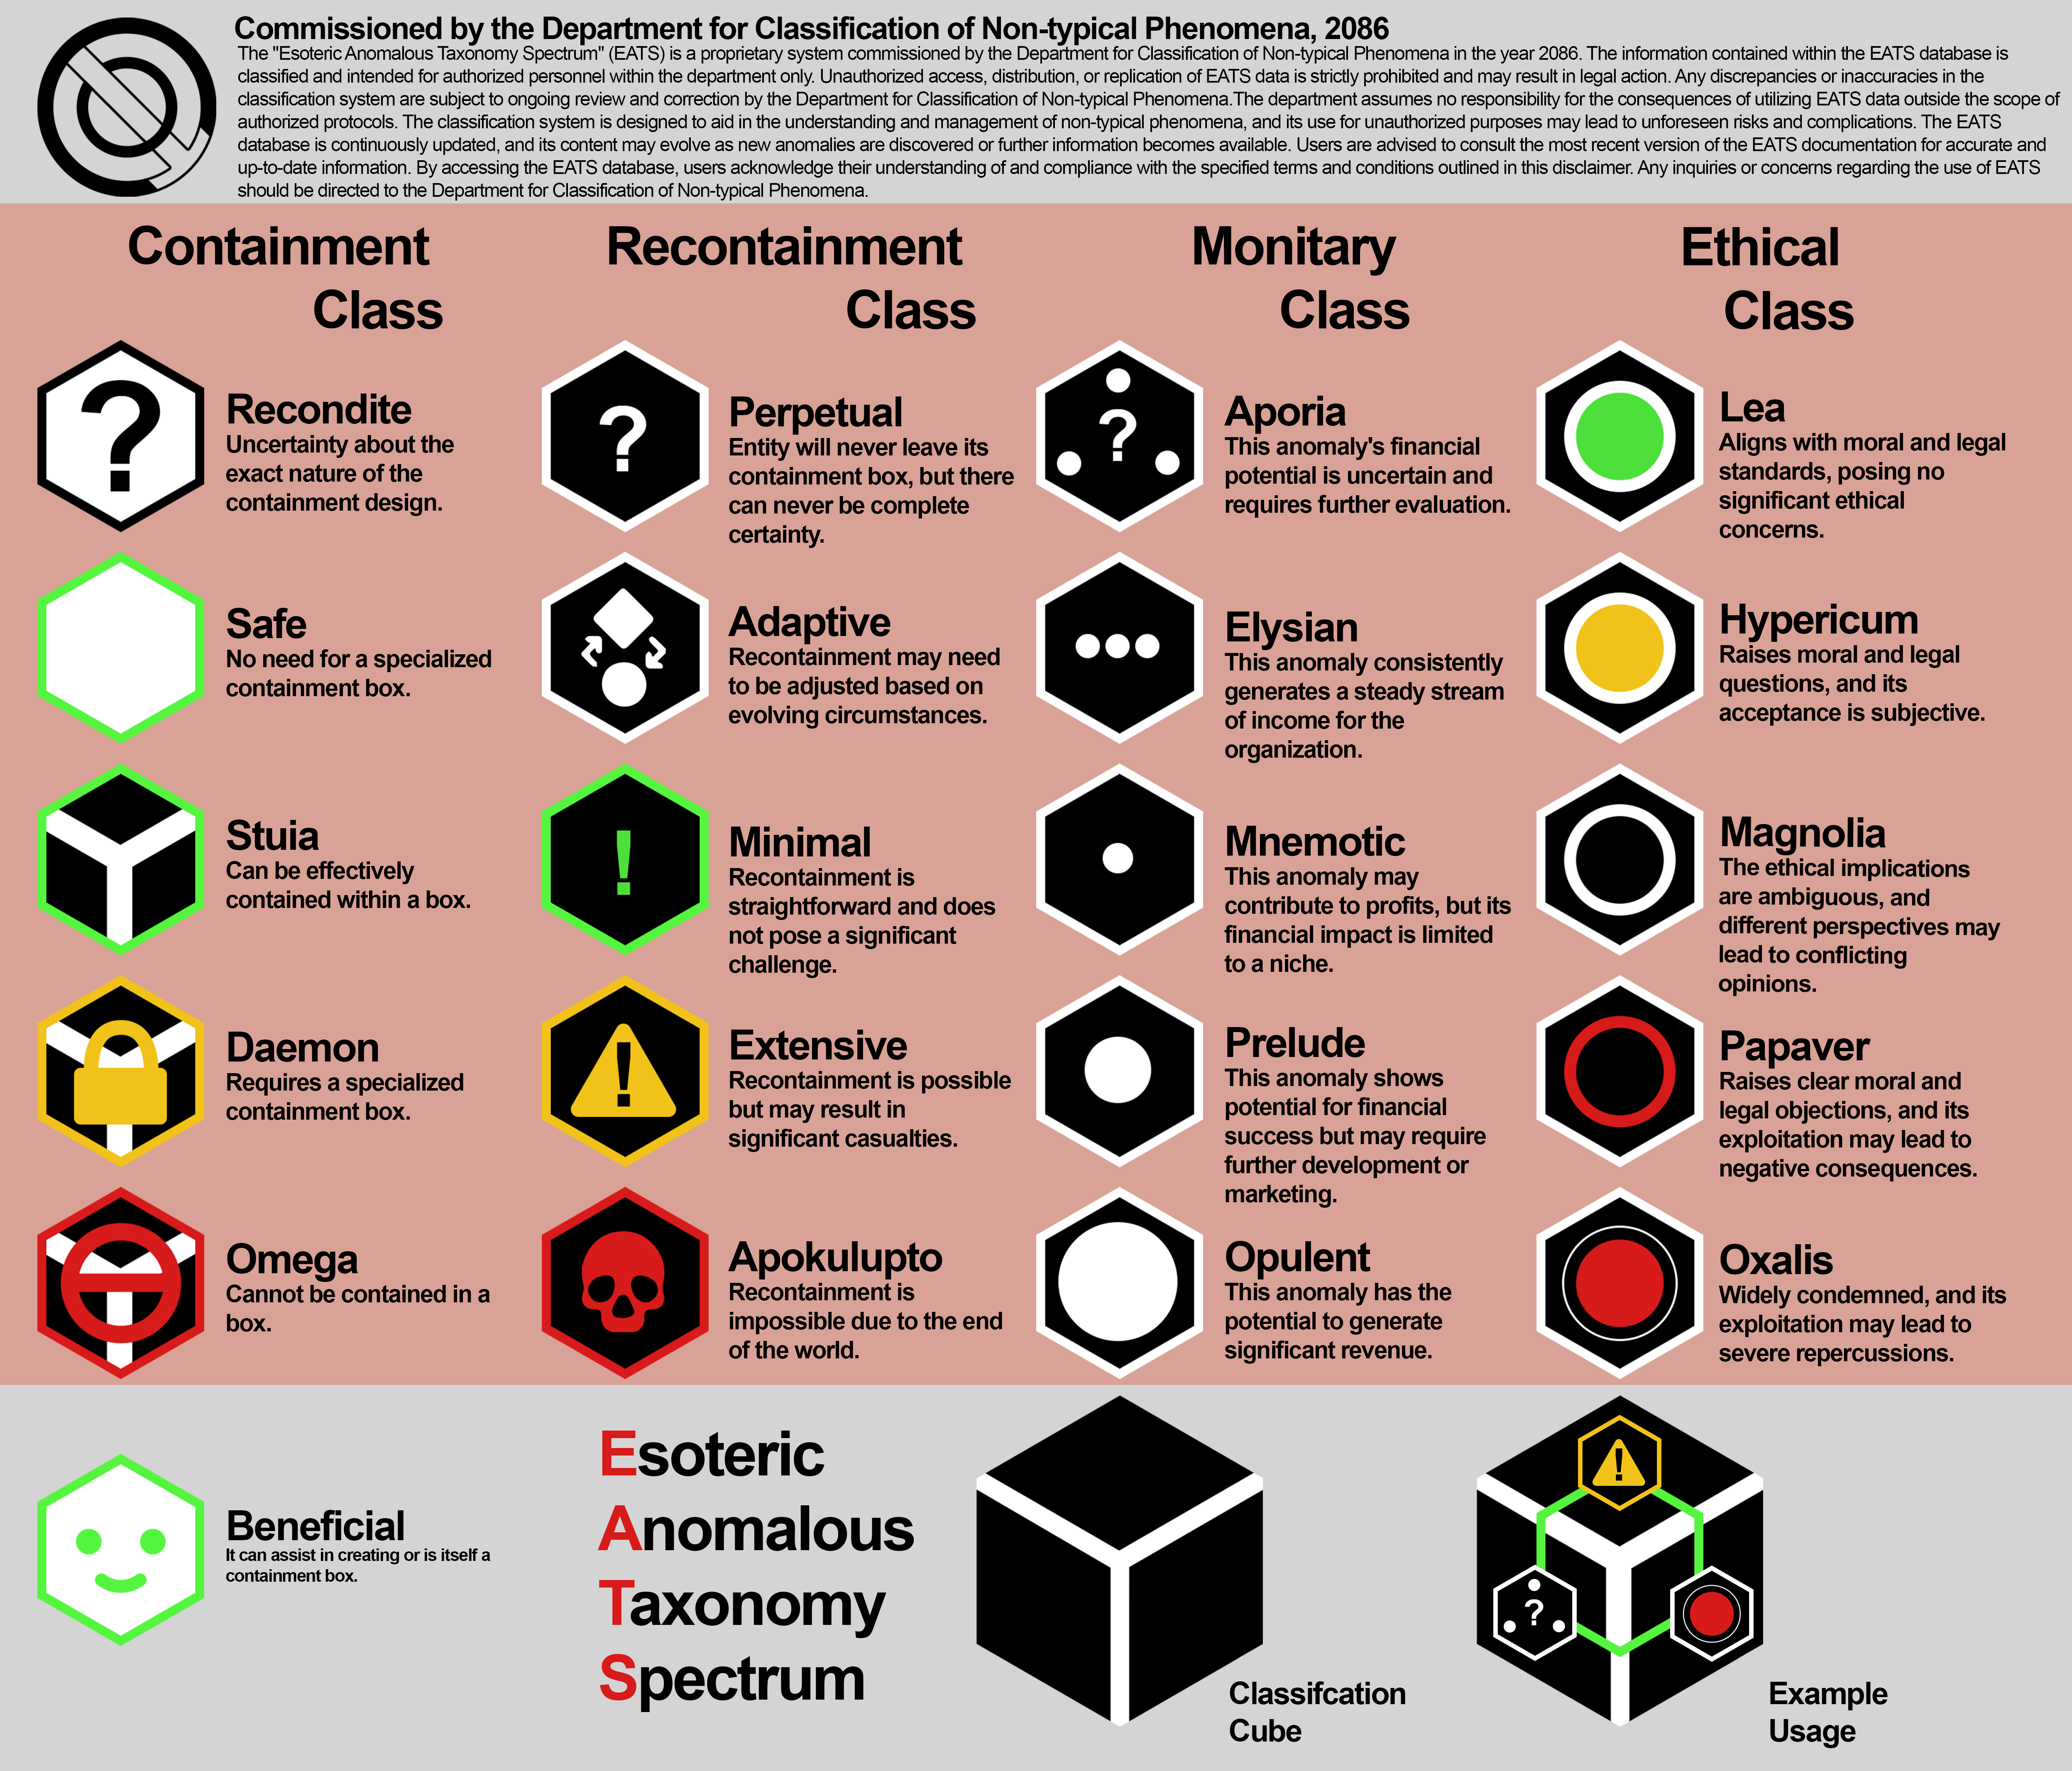 Commissioned by the Department for Classification of Non-typical Phenomena, 2086
The "Esoteric Anomalous Taxonomy Spectrum" (EATS) is a proprietary system commissioned by the Department for Classification of Non-typical Phenomena in the year 2086. The information contained within the EATS database is
classified and intended for authorized personnel within the department only. Unauthorized access, distribution, or replication of EATS data is strictly prohibited and may result in legal action. Any discrepancies or inaccuracies in the
classification system are subject to ongoing review and correction by the Department for Classification of Non-typical Phenomena.The department assumes no responsibility for the consequences of utilizing EATS data outside the scope of
authorized protocols. The classification system is designed to aid in the understanding and management of non-typical phenomena, and its use for unauthorized purposes may lead to unforeseen risks and complications. The EATS
database is continuously updated, and its content may evolve as new anomalies are discovered or further information becomes available. Users are advised to consult the most recent version of the EATS documentation for accurate and
up-to-date information. By accessing the EATS database, users acknowledge their understanding of and compliance with the specified terms and conditions outlined in this disclaimer. Any inquiries or concerns regarding the use of EATS
should be directed to the Department for Classification of Non-typical Phenomena.
Containment
Class
?
Recondite
Uncertainty about the
exact nature of the
containment design.
Safe
No need for a specialized
containment box.
Stuia
Can be effectively
contained within a box.
Daemon
Requires a specialized
containment box.
Omega
Cannot be contained in a
box.
Recontainment
Class
?
Perpetual
Entity will never leave its
containment box, but there
can never be complete
certainty.
Adaptive
Recontainment may need
to be adjusted based on
evolving circumstances.
!
Minimal
Recontainment is
straightforward and does
not pose a significant
challenge.
!
Extensive
Recontainment is possible
but may result in
significant casualties.
Apokulupto
Recontainment is
impossible due to the end
of the world.
Monitary
Class
?
Aporia
This anomaly's financial
potential is uncertain and
requires further evaluation.
Elysian
This anomaly consistently
generates a steady stream
of income for the
organization.
Mnemotic
This anomaly may
contribute to profits, but its
financial impact is limited
to a niche.
Prelude
This anomaly shows
potential for financial
success but may require
further development or
marketing.
Opulent
This anomaly has the
potential to generate
significant revenue.
Ethical
Class
Lea
Aligns with moral and legal
standards, posing no
significant ethical
concerns.
Hypericum
Raises moral and legal
questions, and its
acceptance is subjective.
Magnolia
The ethical implications
are ambiguous, and
different perspectives may
lead to conflicting
opinions.
Papaver
Raises clear moral and
legal objections, and its
exploitation may lead to
negative consequences.
Oxalis
Widely condemned, and its
exploitation may lead to
severe repercussions.
Beneficial
It can assist in creating or is itself a
containment box.
Esoteric
Anomalous
Taxonomy
Spectrum
Classifcation
Cube
!
?
Example
Usage